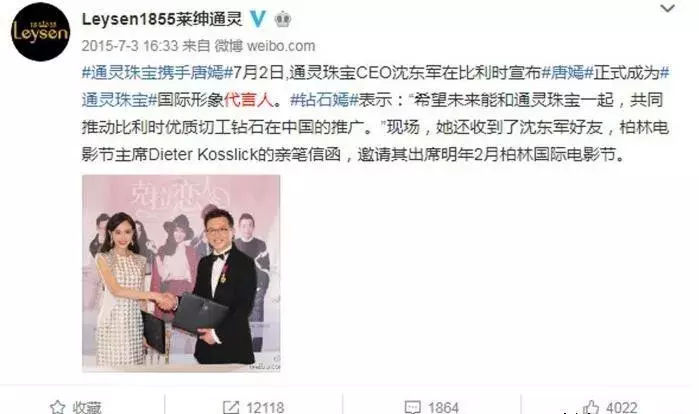 1855
Leysen
Leysen1855莱绅通灵
2015-7-3 16:33 来自 微博 weibo.com
#通灵珠宝携手唐嫣#7月2日,通灵珠宝CEO沈东军在比利时宣布#唐嫣#正式成为#
通灵珠宝#国际形象代言人。#钻石嫣#表示：“希望未来能和通灵珠宝一起，共同
推动比利时优质切工钻石在中国的推广。”现场，她还收到了沈东军好友，柏林电
影节主席Dieter Kosslick的亲笔信函，邀请其出席明年2月柏林国际电影节。
克拉恋人
收藏
12118
1864
4022